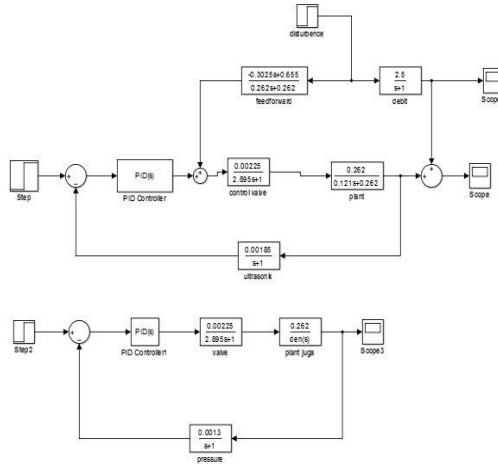 disturbence
-0.3025s+0.655
0.262s+0.262
feedforward
2.5
s+1
debit
Scope
Step
+
−
PID(s)
PID Controller
+
+
0.00225
2.895s+1
control valve
0.262
0.121s+0.262
plant
+
+
Scope
0.00185
s+1
ultrasonik
Step2
+
−
PID(s)
PID Controller1
0.00225
2.895s+1
valve
0.262
den(s)
plant juga
Scope3
0.0013
s+1
pressure